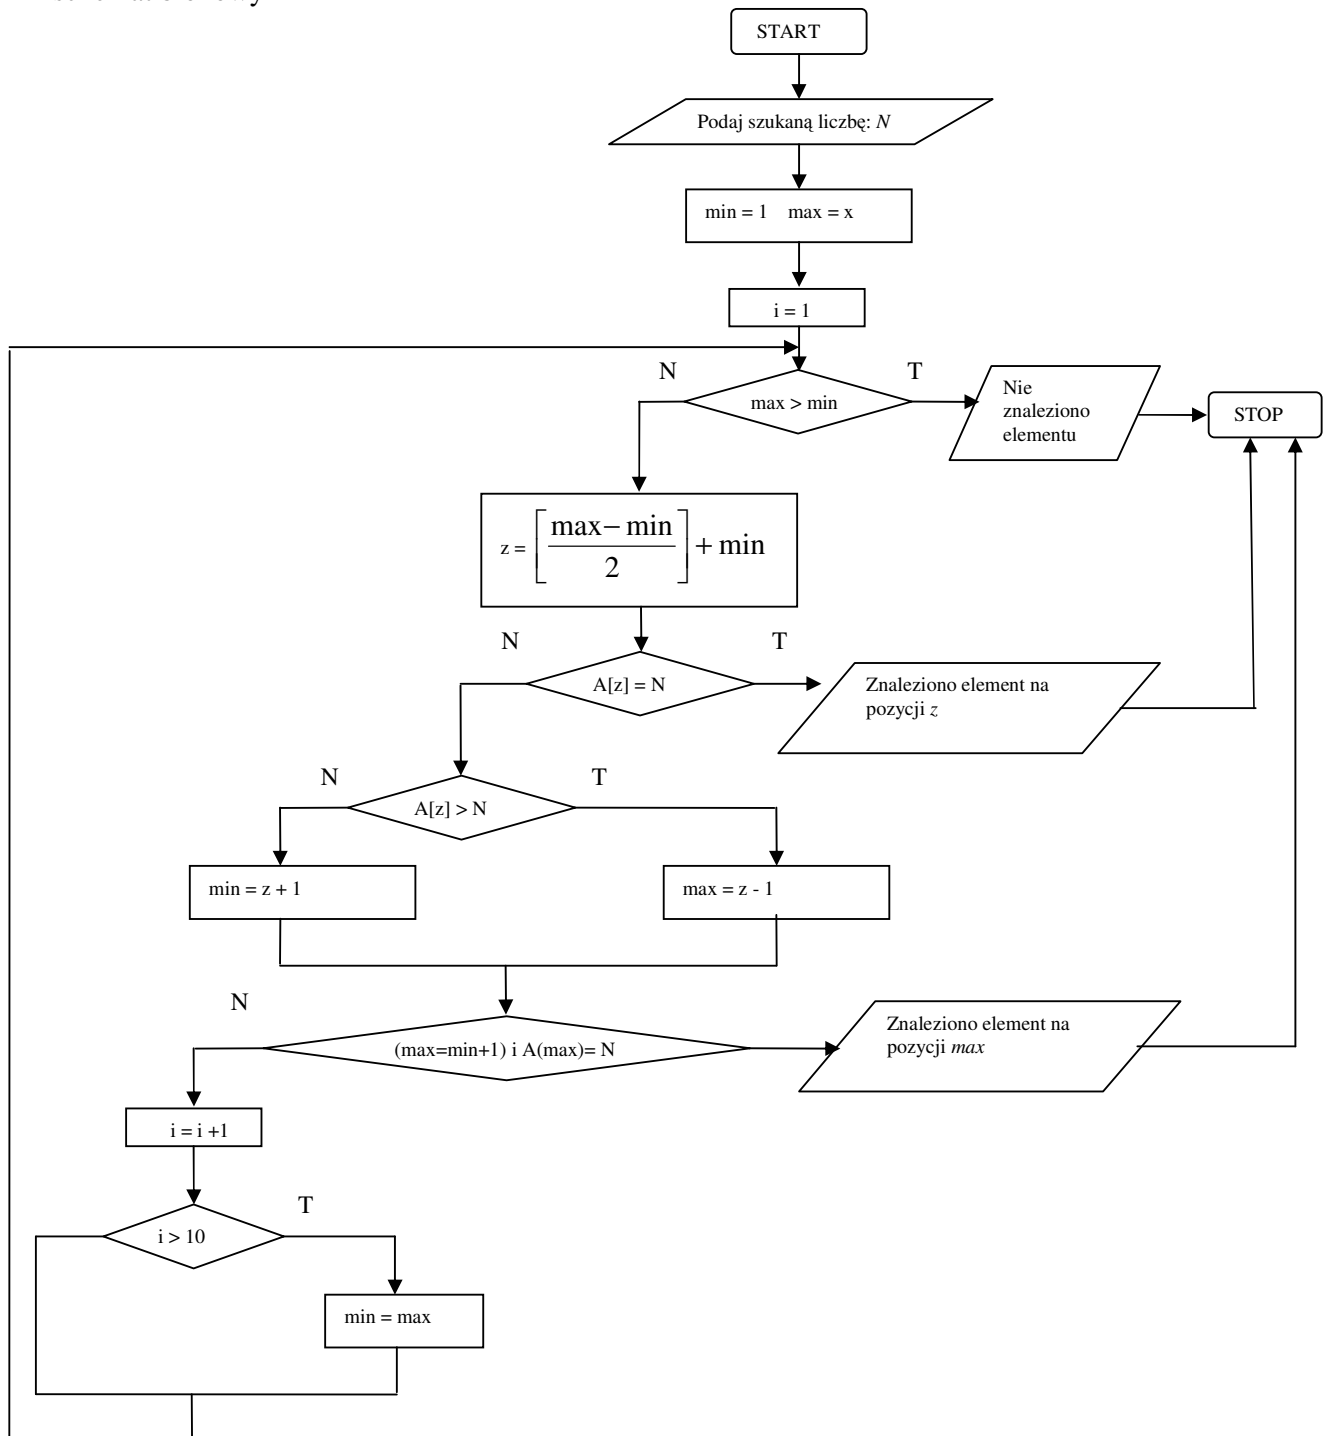 START
Podaj szukaną liczbę: N
min = 1 max = x
i = 1
N
T
max > min
Nie
znaleziono
elementu
STOP
z = [max − min / 2] + min
N
T
A[z] = N
Znaleziono element na
pozycji z
N
T
A[z] > N
min = z + 1
max = z - 1
N
(max=min+1) i A(max)= N
Znaleziono element na
pozycji max
i = i +1
T
i > 10
min = max